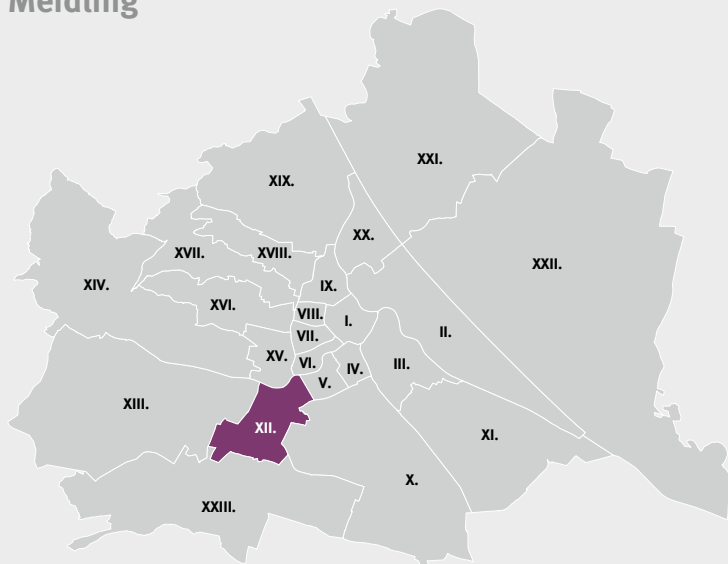 Meidling
XXI.
XIX.
XX.
XVII.
XVIII.
XXII.
XIV.
IX.
XVI.
VIII.
I.
II.
VII.
XV.
VI.
IV.
III.
V.
XIII.
XII.
XI.
X.
XXIII.